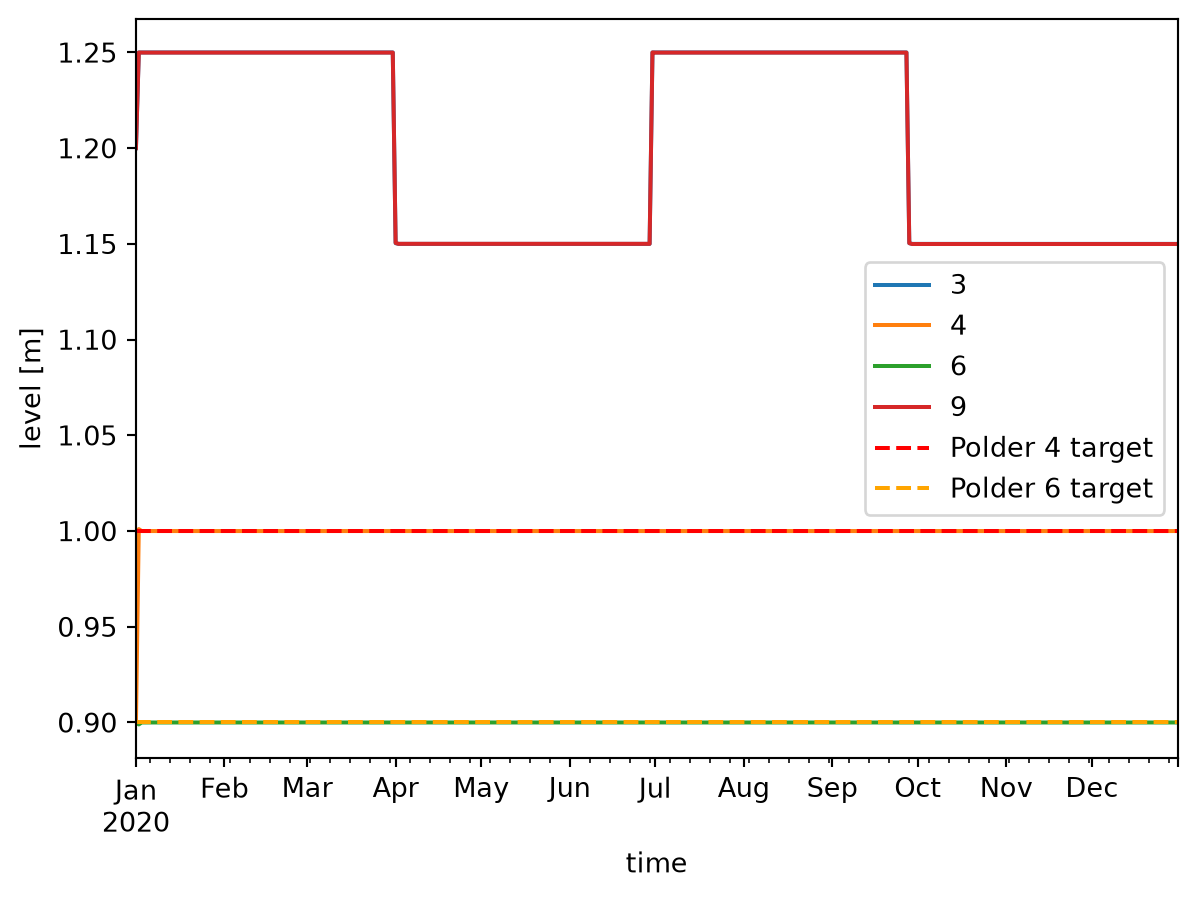 1.25
1.20
1.15
1.10
1.05
1.00
0.95
0.90
level [m]
3
4
6
9
Polder 4 target
Polder 6 target
Jan Feb Mar Apr May Jun Jul Aug Sep Oct Nov Dec
2020
time